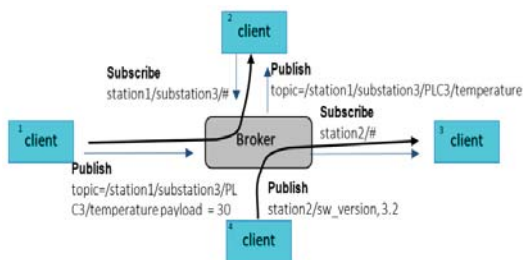 2
client
Subscribe
station1/substation3/#
Publish
topic=/station1/substation3/PLC3/temperature
Subscribe
station2/#
1
client
Broker
3
client
Publish
topic=/station1/substation3/PL
C3/temperature payload = 30
Publish
station2/sw_version, 3.2
4
client